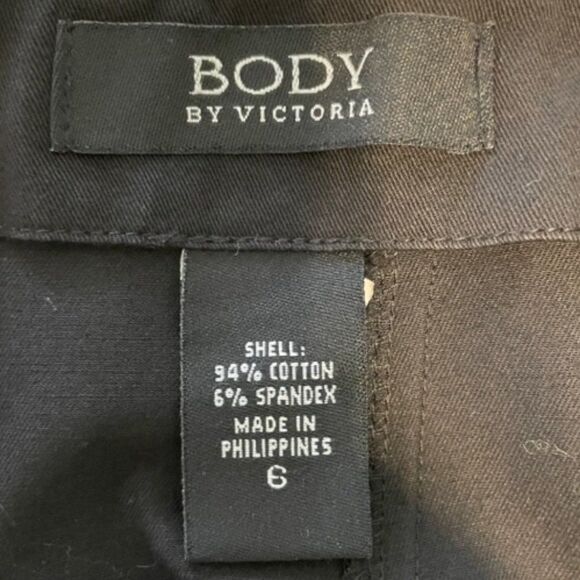 BODY
BY VICTORIA
SHELL:
94% COTTON
6% SPANDEX
MADE IN
PHILIPPINES
6